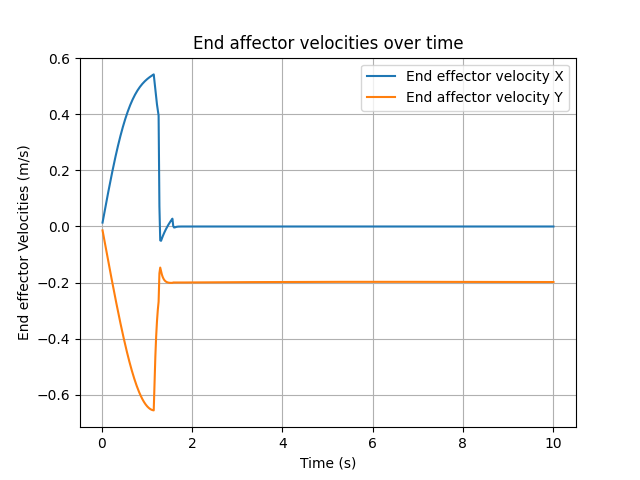 End affector velocities over time
End effector velocity X
End affector velocity Y
End effector Velocities (m/s)
0.6
0.4
0.2
0.0
−0.2
−0.4
−0.6
0
2
4
6
8
10
Time (s)